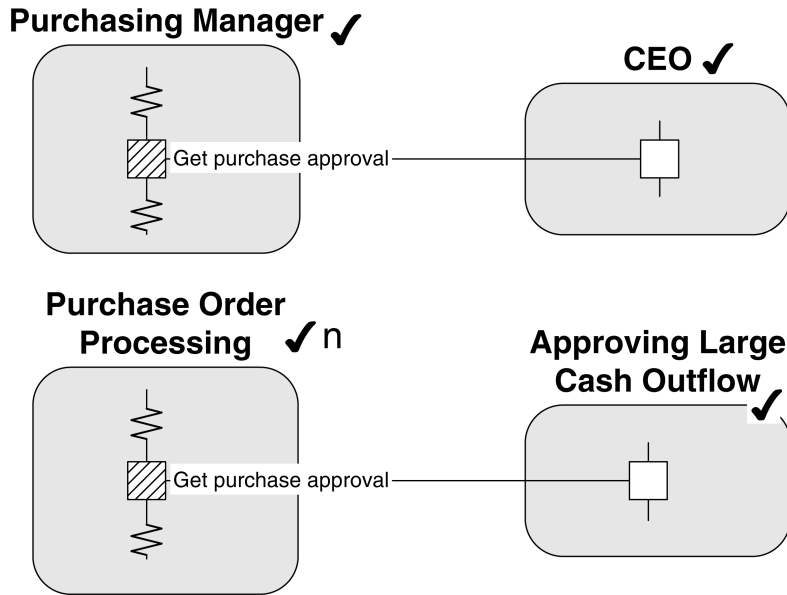 Purchasing Manager ✓
CEO ✓
Get purchase approval
Purchase Order
Processing ✓n
Approving Large
Cash Outflow ✓
Get purchase approval